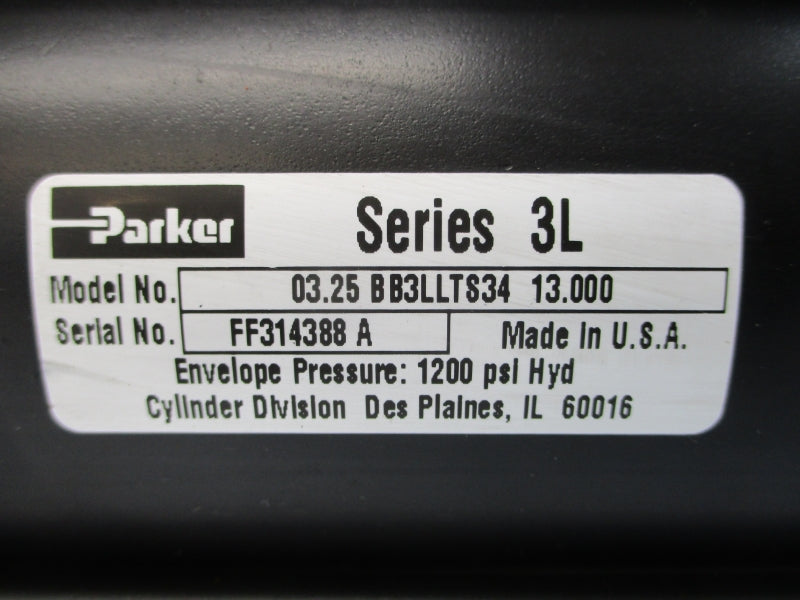 Parker Series 3L
Model No. 03.25 BB3LLTS34 13.000
Serial No. FF314388 A Made in U.S.A.
Envelope Pressure: 1200 psi Hyd
Cylinder Division Des Plaines, IL 60016